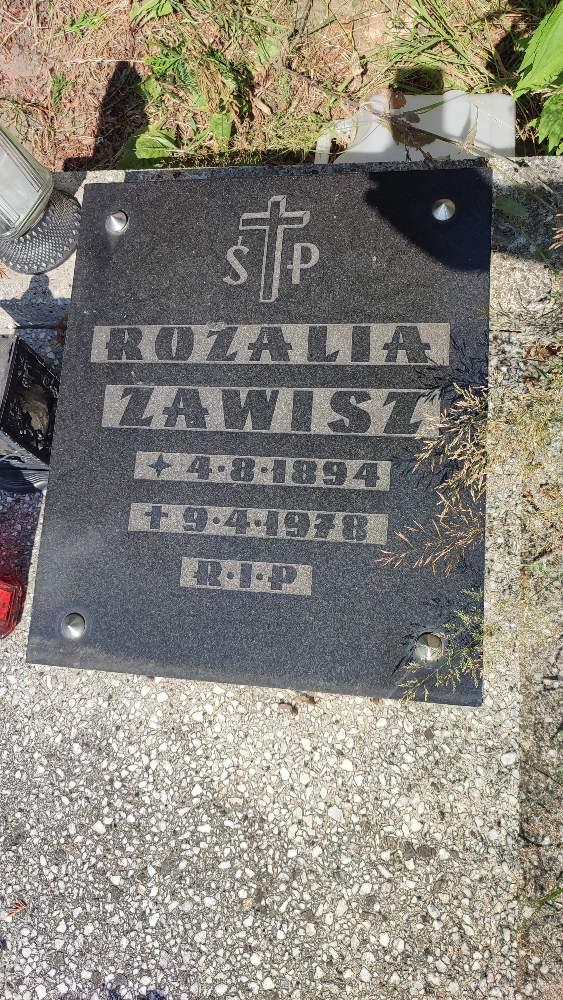 Ś P
ROZALIA
ZAWISZ
4·8·1894
9·4·1978
R·I·P